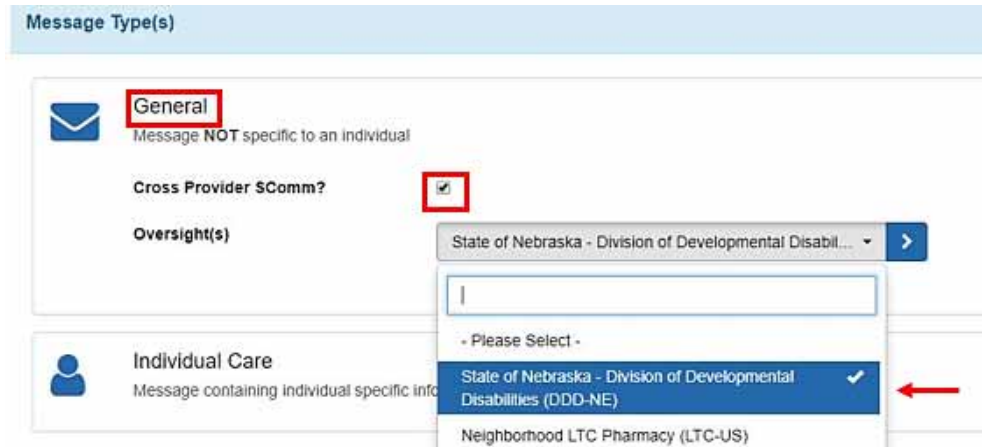 Message Type(s)
General
Message NOT specific to an individual
Cross Provider SComm?
Oversight(s)
State of Nebraska - Division of Developmental Disabil...
- Please Select -
State of Nebraska - Division of Developmental
Disabilities (DDD-NE)
Neighborhood LTC Pharmacy (LTC-US)
Individual Care
Message containing individual specific info